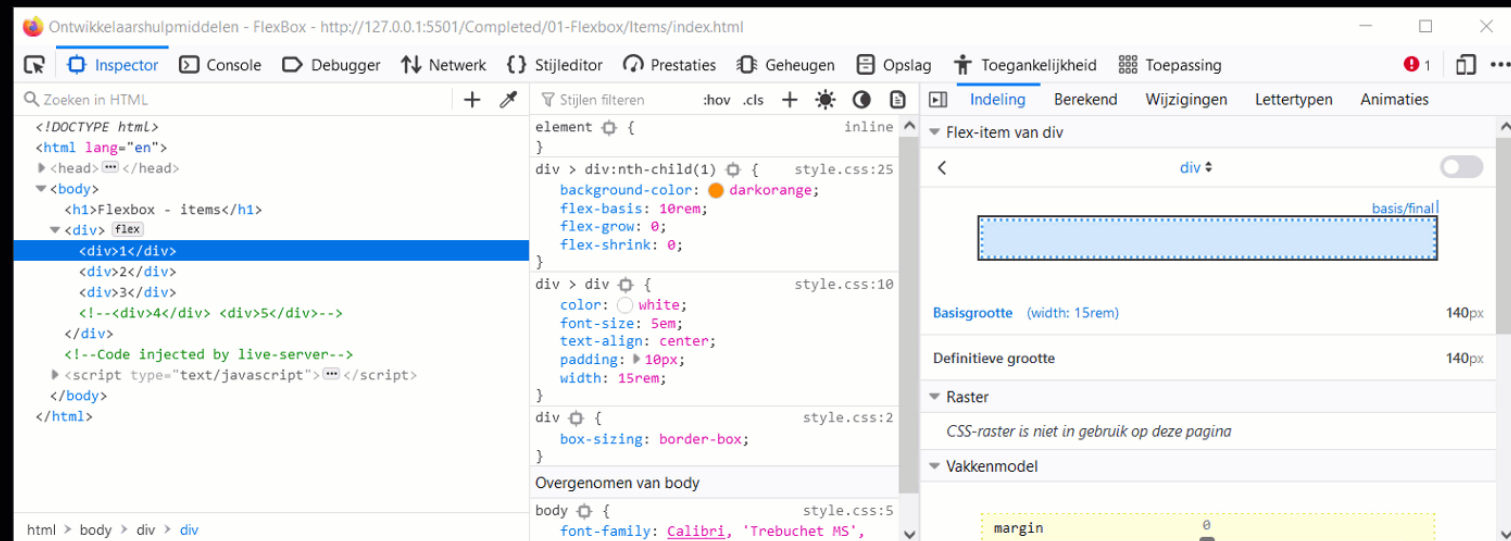 Ontwikkelaarshulpmiddelen - FlexBox - http://127.0.0.1:5501/Completed/01-Flexbox/Items/index.html
Inspector Console Debugger Netwerk Stijleditor Prestaties Geheugen Opslag Toegankelijkheid Toepassing 1
Zoeken in HTML
<!DOCTYPE html>
<html lang="en">
<head> ••• </head>
<body>
<h1>Flexbox - items</h1>
<div> flex
<div>1</div>
<div>2</div>
<div>3</div>
<!--<div>4</div> <div>5</div>-->
</div>
<!--Code injected by live-server-->
<script type="text/javascript"> ••• </script>
</body>
</html>
html > body > div > div
Stijlen filteren :hov .cls
element { inline
}
div > div:nth-child(1) { style.css:25
background-color: darkorange;
flex-basis: 10rem;
flex-grow: 0;
flex-shrink: 0;
}
div > div { style.css:10
color: white;
font-size: 5em;
text-align: center;
padding: 10px;
width: 15rem;
}
div { style.css:2
box-sizing: border-box;
}
Overgenomen van body
body { style.css:5
font-family: Calibri, 'Trebuchet MS',
Indeling Berekend Wijzigingen Lettertypen Animaties
Flex-item van div
div
basis/final
Basisgrootte (width: 15rem) 140px
Definitieve grootte 140px
Raster
CSS-raster is niet in gebruik op deze pagina
Vakkenmodel
margin 0